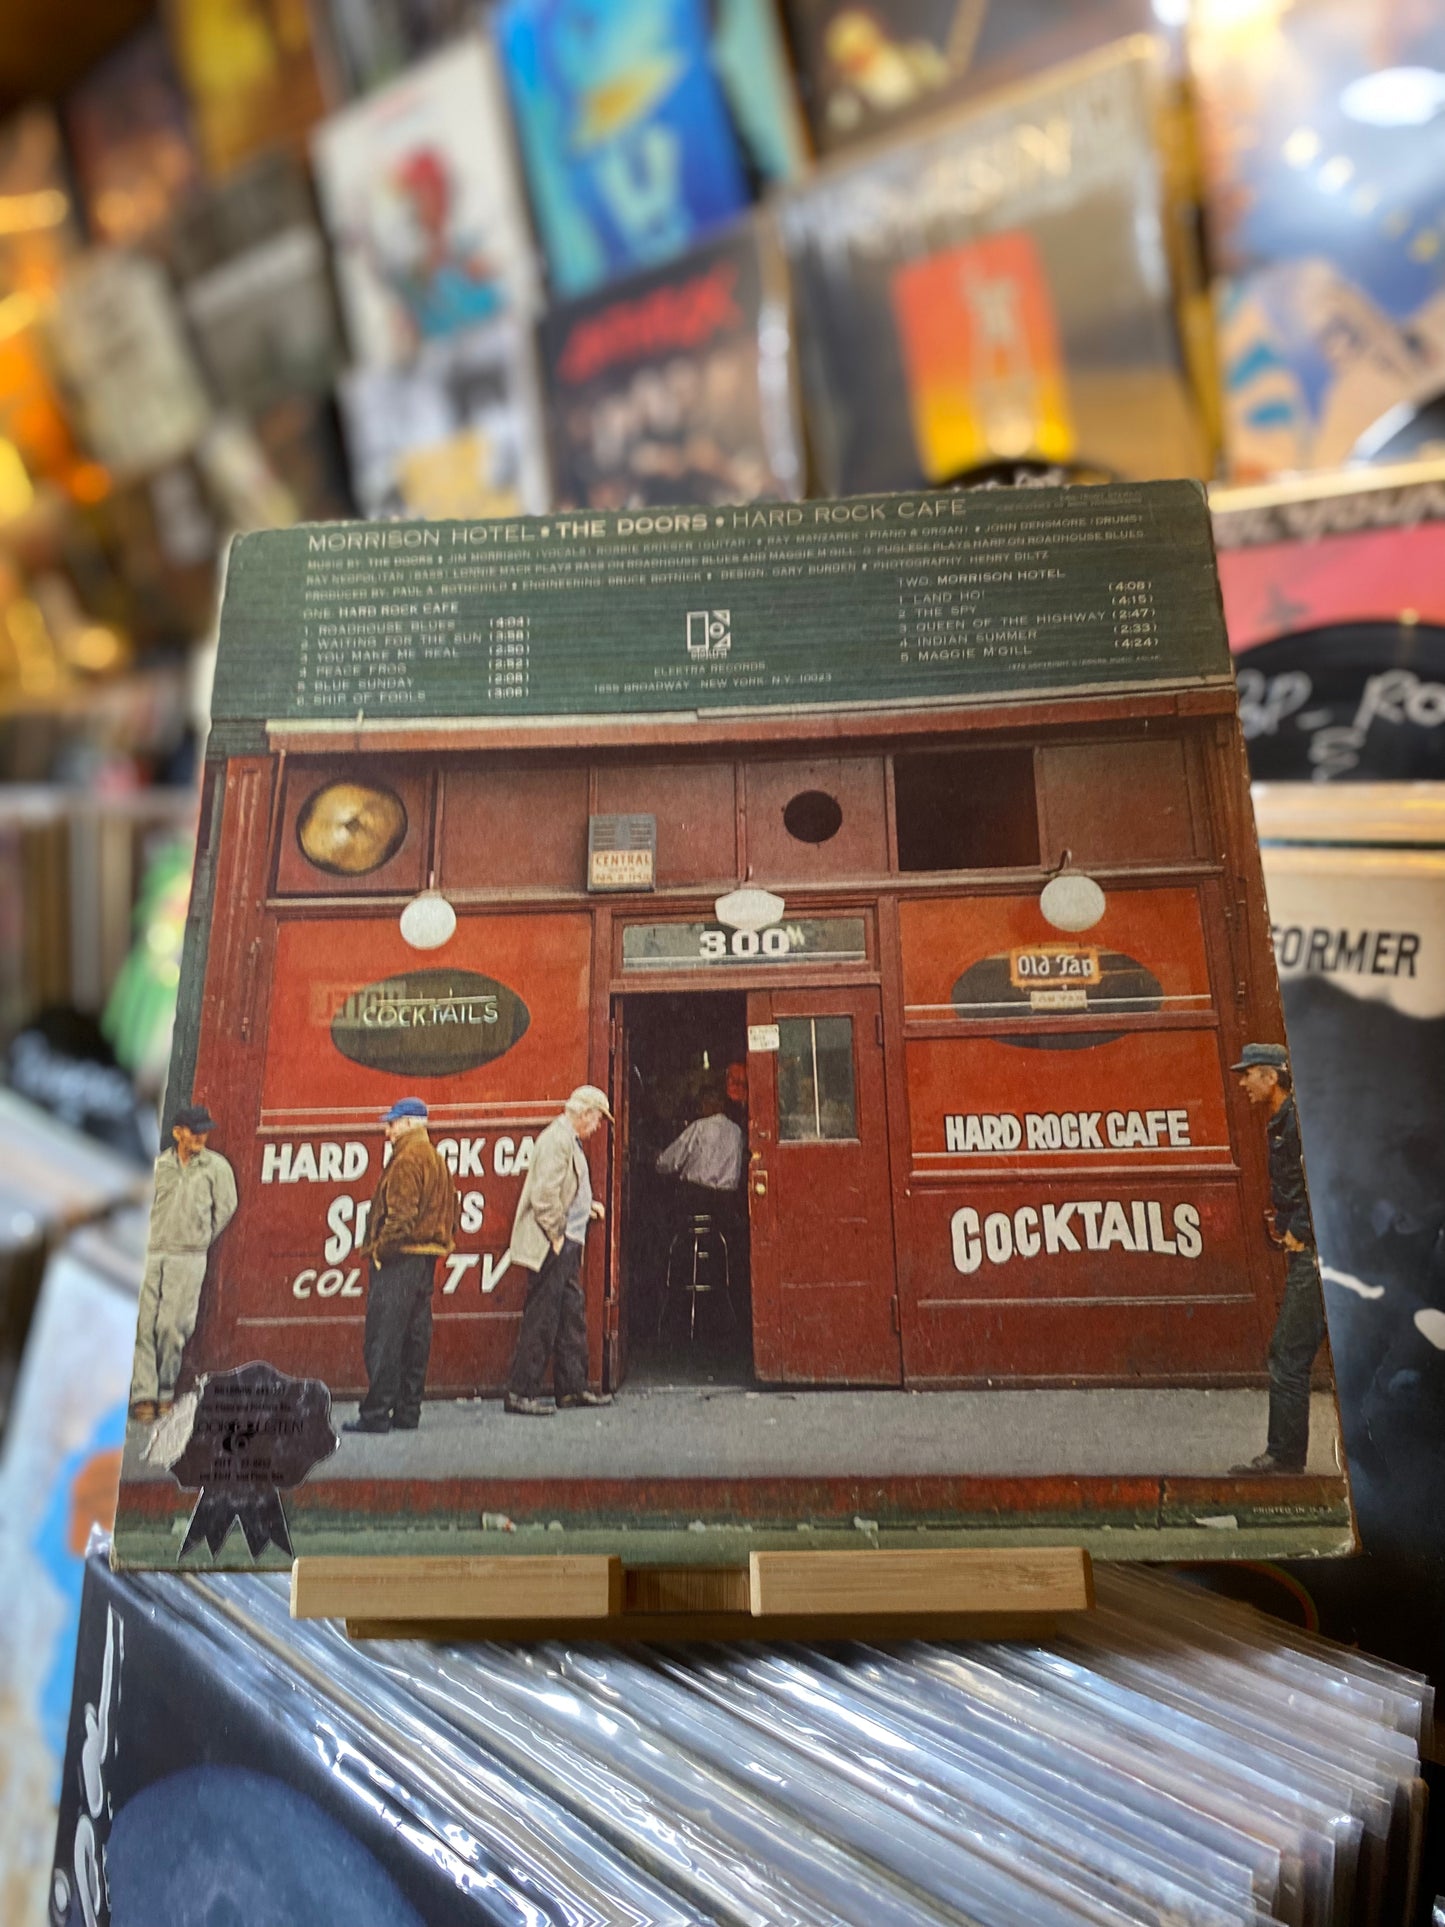 MORRISON HOTEL • THE DOORS • HARD ROCK CAFE
MUSIC BY THE DOORS • JIM MORRISON (VOCALS) ROBBIE KRIEGER (GUITAR) • RAY MANZAREK (PIANO & ORGAN) • JOHN DENSMORE (DRUMS)
RAY NEOPOLITAN (BASS) LONNIE MACK PLAYS BASS ON ROADHOUSE BLUES AND MAGGIE M'GILL G PUGLESE PLAYS HARP ON ROADHOUSE BLUES
PRODUCED BY: PAUL A. ROTHCHILD • ENGINEERING: BRUCE BOTNICK • DESIGN: GARY BURDEN • PHOTOGRAPHY: HENRY DILTZ
ONE: HARD ROCK CAFE
1. ROADHOUSE BLUES (4:04)
2. WAITING FOR THE SUN (3:58)
3. YOU MAKE ME REAL (2:50)
4. PEACE FROG (2:52)
5. BLUE SUNDAY (2:08)
6. SHIP OF FOOLS (3:06)
ELEKTRA RECORDS
1855 BROADWAY NEW YORK, N.Y. 10023
TWO: MORRISON HOTEL
1. LAND HO! (4:08)
2. THE SPY (4:15)
3. QUEEN OF THE HIGHWAY (2:47)
4. INDIAN SUMMER (2:33)
5. MAGGIE M'GILL (4:24)
CENTRAL
300
HOTEL
COCKTAILS
Old Tap
HARD ROCK CA
S S
COL TV
HARD ROCK CAFE
COCKTAILS
LISTEN
PRINTED IN U.S.A.
FORMER